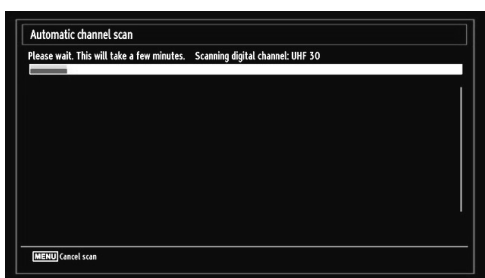 Automatic channel scan
Please wait. This will take a few minutes. Scanning digital channel: UHF 30
MENU Cancel scan